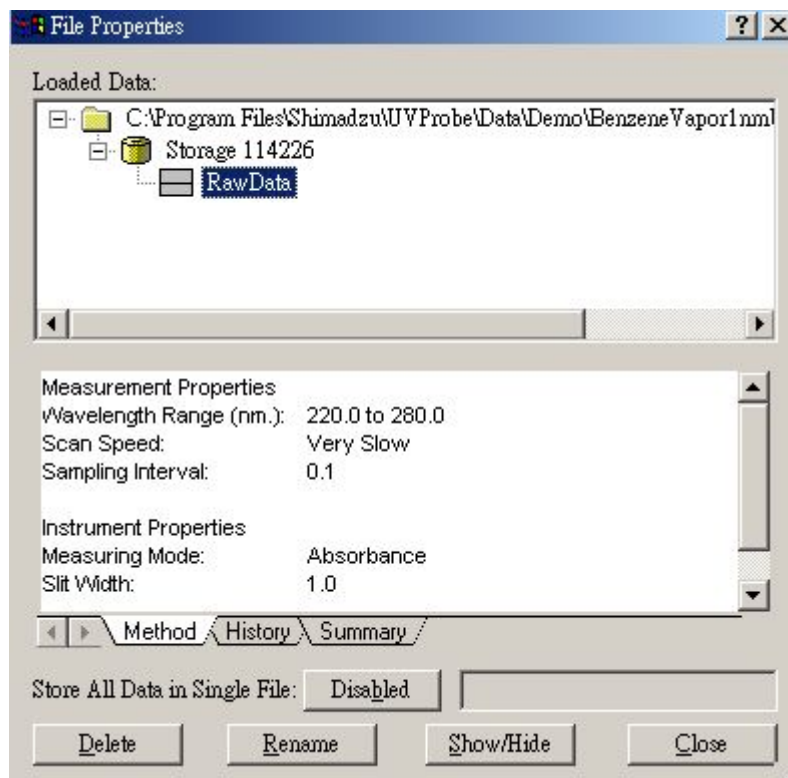 File Properties
Loaded Data:
C:\Program Files\Shimadzu\UVProbe\Data\Demo\BenzeneVapor1nm
Storage 114226
RawData
Measurement Properties
Wavelength Range (nm.): 220.0 to 280.0
Scan Speed: Very Slow
Sampling Interval: 0.1
Instrument Properties
Measuring Mode: Absorbance
Slit Width: 1.0
Method History Summary
Store All Data in Single File: Disabled
Delete Rename Show/Hide Close